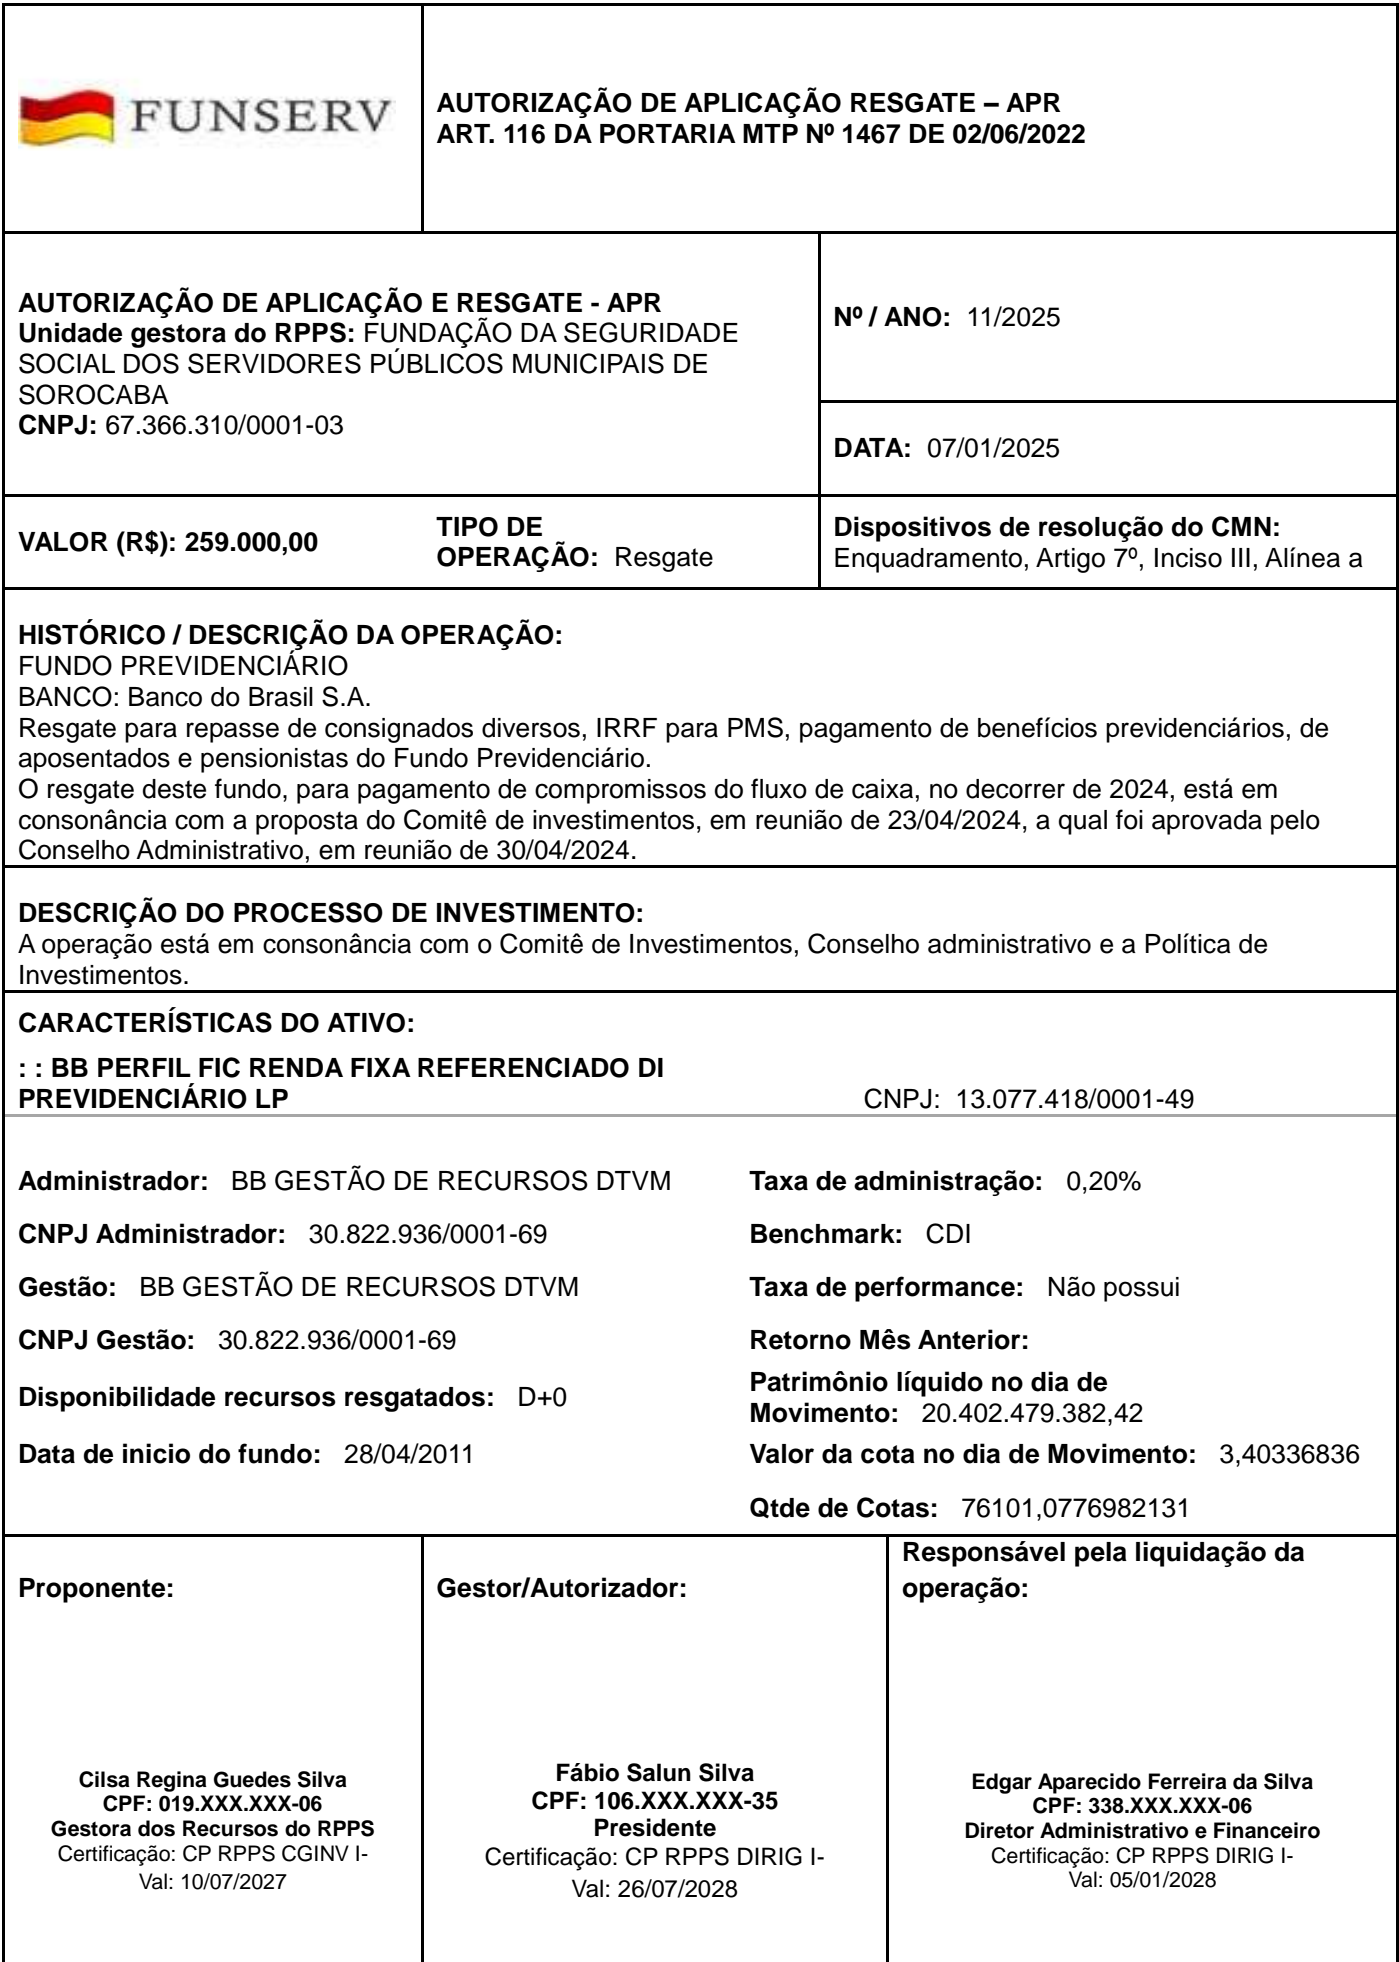 FUNSERV
AUTORIZAÇÃO DE APLICAÇÃO RESGATE – APR
ART. 116 DA PORTARIA MTP Nº 1467 DE 02/06/2022
AUTORIZAÇÃO DE APLICAÇÃO E RESGATE - APR
Unidade gestora do RPPS: FUNDAÇÃO DA SEGURIDADE
SOCIAL DOS SERVIDORES PÚBLICOS MUNICIPAIS DE
SOROCABA
CNPJ: 67.366.310/0001-03
Nº / ANO: 11/2025
DATA: 07/01/2025
VALOR (R$): 259.000,00
TIPO DE
OPERAÇÃO: Resgate
Dispositivos de resolução do CMN:
Enquadramento, Artigo 7º, Inciso III, Alínea a
HISTÓRICO / DESCRIÇÃO DA OPERAÇÃO:
FUNDO PREVIDENCIÁRIO
BANCO: Banco do Brasil S.A.
Resgate para repasse de consignados diversos, IRRF para PMS, pagamento de benefícios previdenciários, de
aposentados e pensionistas do Fundo Previdenciário.
O resgate deste fundo, para pagamento de compromissos do fluxo de caixa, no decorrer de 2024, está em
consonância com a proposta do Comitê de investimentos, em reunião de 23/04/2024, a qual foi aprovada pelo
Conselho Administrativo, em reunião de 30/04/2024.
DESCRIÇÃO DO PROCESSO DE INVESTIMENTO:
A operação está em consonância com o Comitê de Investimentos, Conselho administrativo e a Política de
Investimentos.
CARACTERÍSTICAS DO ATIVO:
: : BB PERFIL FIC RENDA FIXA REFERENCIADO DI
PREVIDENCIÁRIO LP CNPJ: 13.077.418/0001-49
Administrador: BB GESTÃO DE RECURSOS DTVM
Taxa de administração: 0,20%
CNPJ Administrador: 30.822.936/0001-69
Benchmark: CDI
Gestão: BB GESTÃO DE RECURSOS DTVM
Taxa de performance: Não possui
CNPJ Gestão: 30.822.936/0001-69
Retorno Mês Anterior:
Disponibilidade recursos resgatados: D+0
Patrimônio líquido no dia de
Movimento: 20.402.479.382,42
Data de inicio do fundo: 28/04/2011
Valor da cota no dia de Movimento: 3,40336836
Qtde de Cotas: 76101,0776982131
Proponente:
Cilsa Regina Guedes Silva
CPF: 019.XXX.XXX-06
Gestora dos Recursos do RPPS
Certificação: CP RPPS CGINV I-
Val: 10/07/2027
Gestor/Autorizador:
Fábio Salun Silva
CPF: 106.XXX.XXX-35
Presidente
Certificação: CP RPPS DIRIG I-
Val: 26/07/2028
Responsável pela liquidação da
operação:
Edgar Aparecido Ferreira da Silva
CPF: 338.XXX.XXX-06
Diretor Administrativo e Financeiro
Certificação: CP RPPS DIRIG I-
Val: 05/01/2028